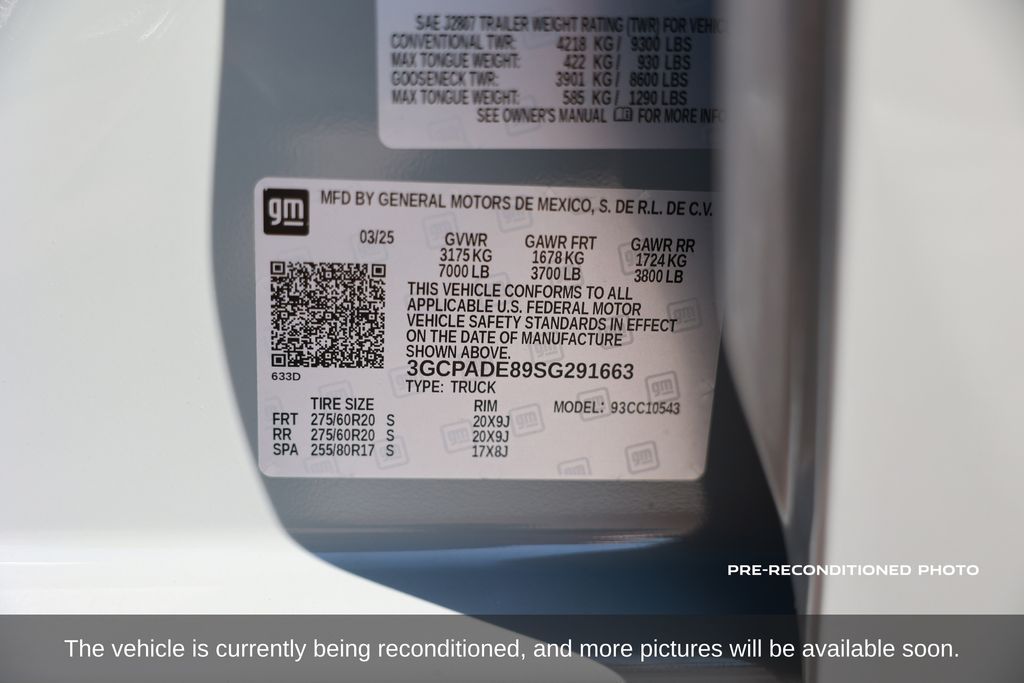 SAE J2807 TRAILER WEIGHT RATING (TWR) FOR
CONVENTIONAL TWR: 4218 KG/ 9300 LBS
MAX TONGUE WEIGHT: 422 KG/ 930 LBS
GOOSENECK TWR: 3901 KG/ 8600 LBS
MAX TONGUE WEIGHT: 585 KG/ 1290 LBS
SEE OWNER'S MANUAL FOR MORE
gm MFD BY GENERAL MOTORS DE MEXICO, S. DE R.L. DE C.V.
03/25 GVWR GAWR FRT GAWR RR
3175 KG 1678 KG 1724 KG
7000 LB 3700 LB 3800 LB
THIS VEHICLE CONFORMS TO ALL
APPLICABLE U.S. FEDERAL MOTOR
VEHICLE SAFETY STANDARDS IN EFFECT
ON THE DATE OF MANUFACTURE
SHOWN ABOVE.
3GCPADE89SG291663
633D
TYPE: TRUCK
TIRE SIZE RIM MODEL: 93CC10543
FRT 275/60R20 S 20X9J
RR 275/60R20 S 20X9J
SPA 255/80R17 S 17X8J
PRE-RECONDITIONED PHOTO
The vehicle is currently being reconditioned, and more pictures will be available soon.